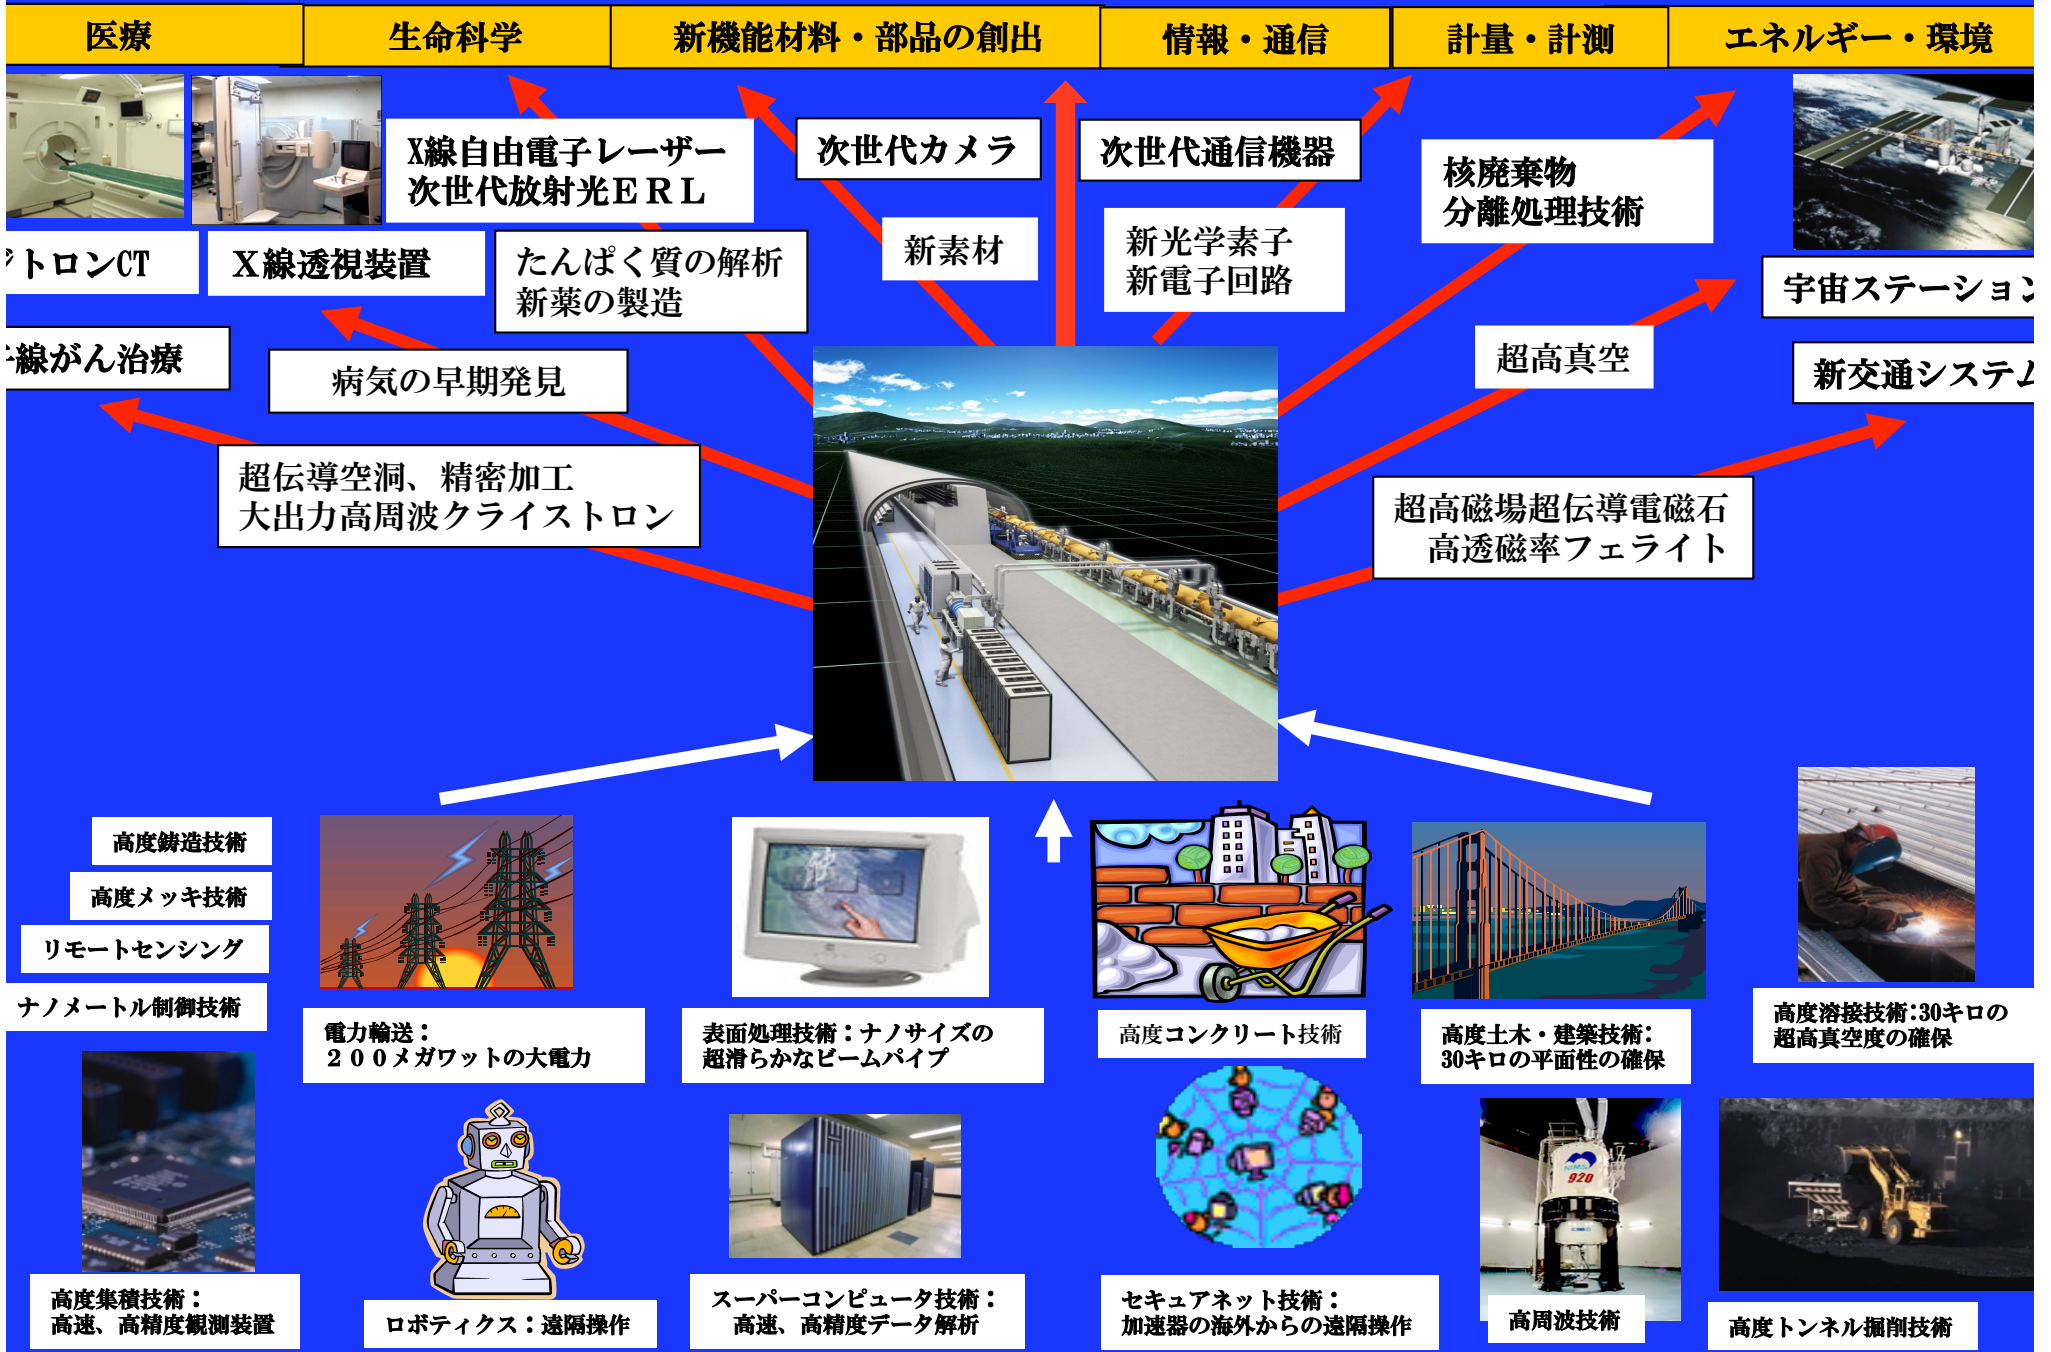 医療
生命科学
新機能材料・部品の創出
情報・通信
計量・計測
エネルギー・環境
X線自由電子レーザー
次世代放射光ＥＲＬ
次世代カメラ
次世代通信機器
核廃棄物
分離処理技術
トロンCT
Ｘ線透視装置
たんぱく質の解析
新薬の製造
新素材
新光学素子
新電子回路
宇宙ステーション
線がん治療
病気の早期発見
超高真空
新交通システム
超伝導空洞、精密加工
大出力高周波クライストロン
超高磁場超伝導電磁石
高透磁率フェライト
高度鋳造技術
高度メッキ技術
リモートセンシング
ナノメートル制御技術
電力輸送：
２００メガワットの大電力
表面処理技術：ナノサイズの
超滑らかなビームパイプ
高度コンクリート技術
高度土木・建築技術：
30キロの平面性の確保
高度溶接技術：30キロの
超高真空度の確保
NIMS
920
高度集積技術：
高速、高精度観測装置
ロボティクス：遠隔操作
スーパーコンピュータ技術：
高速、高精度データ解析
セキュアネット技術：
加速器の海外からの遠隔操作
高周波技術
高度トンネル掘削技術